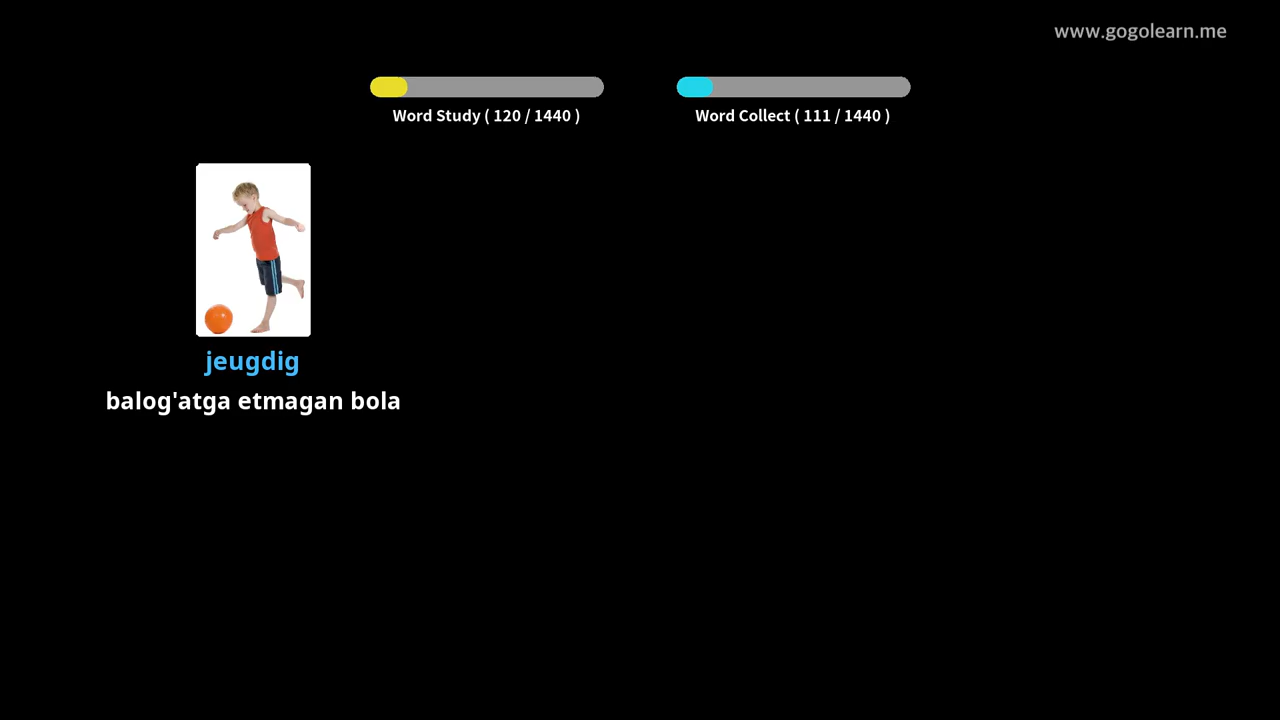 www.gogolearn.me
Word Study ( 120 / 1440 )
Word Collect ( 111 / 1440 )
jeugdig
balog'atga etmagan bola